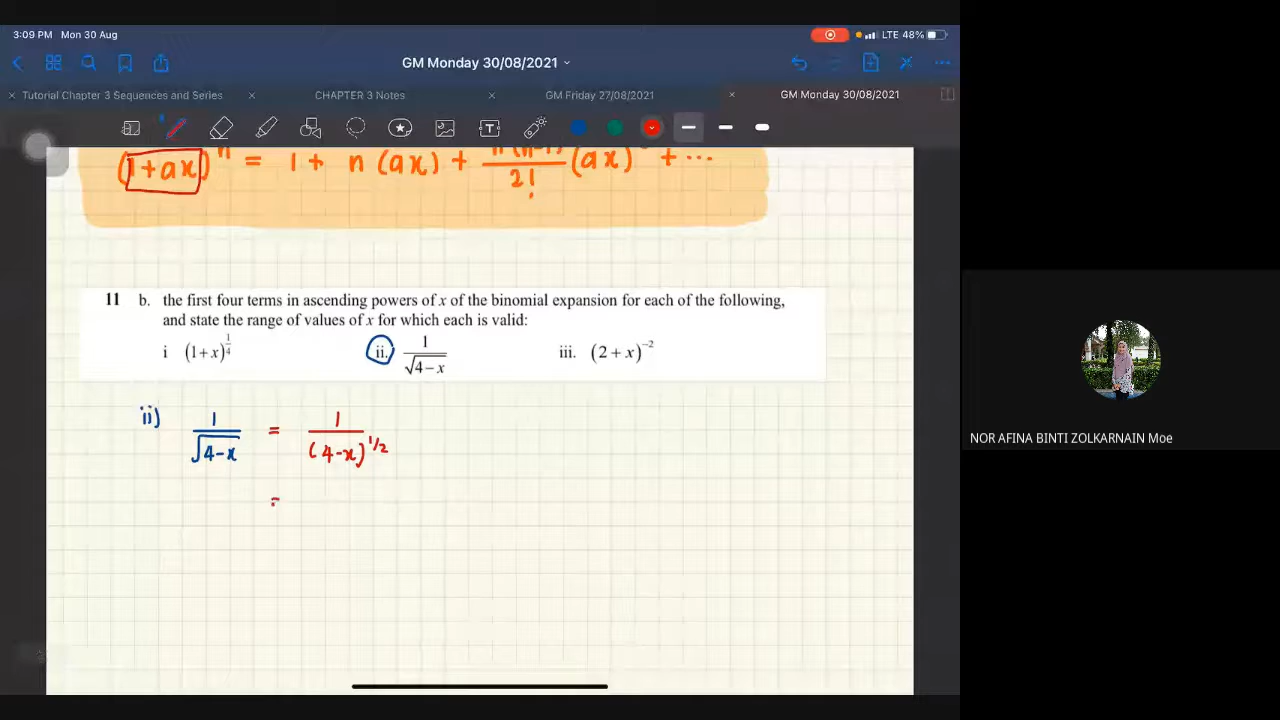 3:09 PM Mon 30 Aug LTE 48%
GM Monday 30/08/2021
Tutorial Chapter 3 Sequences and Series CHAPTER 3 Notes GM Friday 27/08/2021 GM Monday 30/08/2021
(1+ax)^n = 1 + n(ax) + n(n-1)/2! (ax) + ...
11 b. the first four terms in ascending powers of x of the binomial expansion for each of the following,
and state the range of values of x for which each is valid:
i (1+x)^1/4 ii. 1/√4−x iii. (2+x)^−2
ii) 1/√4-x = 1/(4-x)^1/2
=
NOR AFINA BINTI ZOLKARNAIN Moe